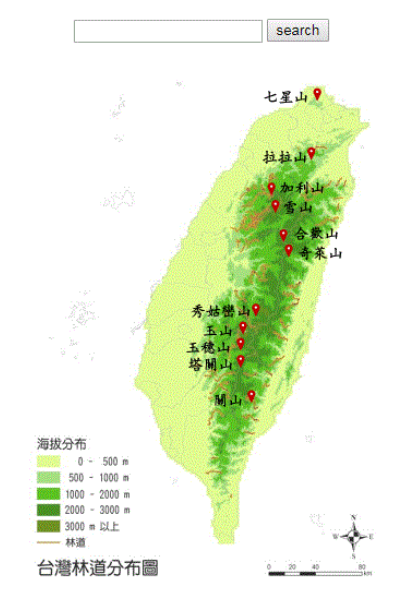 search
七星山
拉拉山
加利山
雪山
合歡山
奇萊山
秀姑巒山
玉山
玉穗山
塔關山
關山
海拔分布
0 - 500 m
500 - 1000 m
1000 - 2000 m
2000 - 3000 m
3000 m 以上
林道
台灣林道分布圖
N
W
E
S
0 20 40 60 80
km